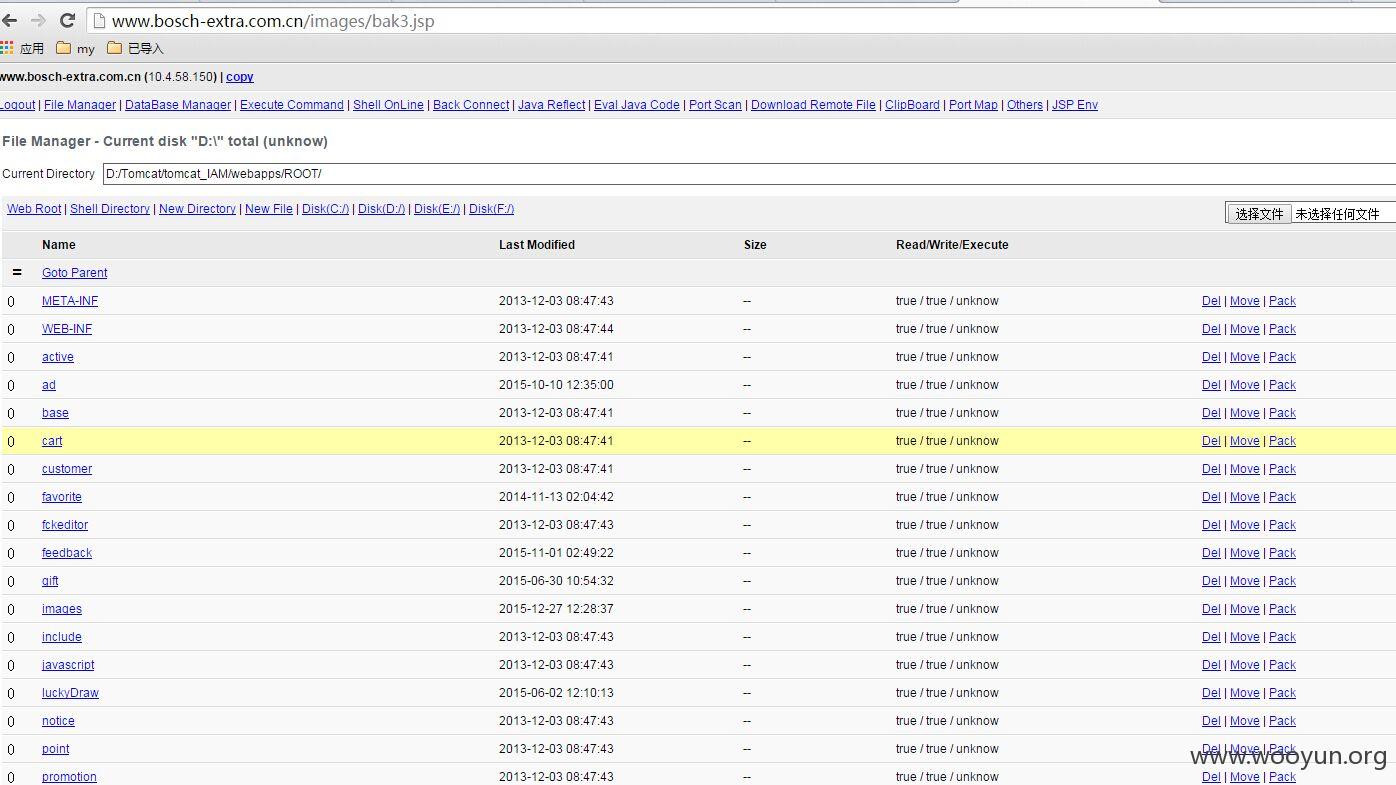 www.bosch-extra.com.cn/images/bak3.jsp
应用 my 已导入
www.bosch-extra.com.cn (10.4.58.150) | copy
Logout | File Manager | DataBase Manager | Execute Command | Shell OnLine | Back Connect | Java Reflect | Eval Java Code | Port Scan | Download Remote File | ClipBoard | Port Map | Others | JSP Env
File Manager - Current disk "D:\" total (unknow)
Current Directory D:/Tomcat/tomcat_IAM/webapps/ROOT/
Web Root | Shell Directory | New Directory | New File | Disk(C:/) | Disk(D:/) | Disk(E:/) | Disk(F:/) 选择文件 未选择任何文件
Name Last Modified Size Read/Write/Execute
= Goto Parent
0 META-INF 2013-12-03 08:47:43 -- true / true / unknow Del | Move | Pack
0 WEB-INF 2013-12-03 08:47:44 -- true / true / unknow Del | Move | Pack
0 active 2013-12-03 08:47:41 -- true / true / unknow Del | Move | Pack
0 ad 2015-10-10 12:35:00 -- true / true / unknow Del | Move | Pack
0 base 2013-12-03 08:47:41 -- true / true / unknow Del | Move | Pack
0 cart 2013-12-03 08:47:41 -- true / true / unknow Del | Move | Pack
0 customer 2013-12-03 08:47:41 -- true / true / unknow Del | Move | Pack
0 favorite 2014-11-13 02:04:42 -- true / true / unknow Del | Move | Pack
0 fckeditor 2013-12-03 08:47:43 -- true / true / unknow Del | Move | Pack
0 feedback 2015-11-01 02:49:22 -- true / true / unknow Del | Move | Pack
0 gift 2015-06-30 10:54:32 -- true / true / unknow Del | Move | Pack
0 images 2015-12-27 12:28:37 -- true / true / unknow Del | Move | Pack
0 include 2013-12-03 08:47:43 -- true / true / unknow Del | Move | Pack
0 javascript 2013-12-03 08:47:43 -- true / true / unknow Del | Move | Pack
0 luckyDraw 2015-06-02 12:10:13 -- true / true / unknow Del | Move | Pack
0 notice 2013-12-03 08:47:43 -- true / true / unknow Del | Move | Pack
0 point 2013-12-03 08:47:43 -- true / true / unknow Del | Move | Pack
www.wooyun.org
0 promotion 2013-12-03 08:47:43 -- true / true / unknow Del | Move | Pack